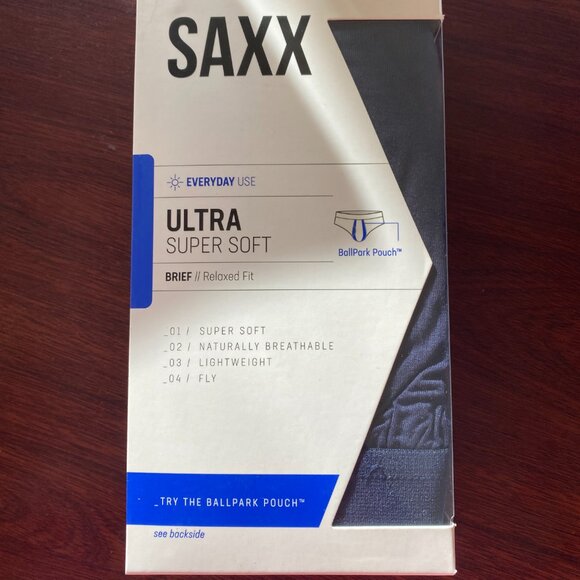 SAXX
EVERYDAY USE
ULTRA
SUPER SOFT
BallPark Pouch™
BRIEF // Relaxed Fit
_01 / SUPER SOFT
_02 / NATURALLY BREATHABLE
_03 / LIGHTWEIGHT
_04 / FLY
_TRY THE BALLPARK POUCH™
see backside